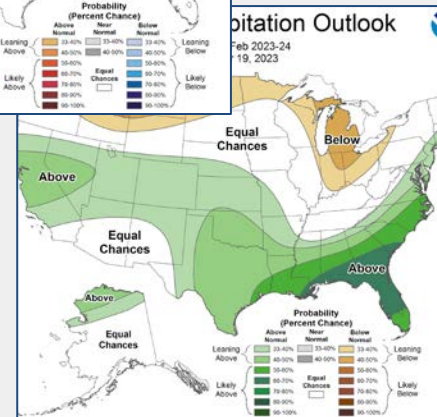 Probability
(Percent Chance)
Above Normal
Near Normal
Below Normal
Leaning Above
33-40%
33-40%
33-40%
Leaning Below
40-50%
40-50%
40-50%
50-60%
50-60%
Likely Above
60-70%
Equal Chances
60-70%
Likely Below
70-80%
70-80%
80-90%
80-90%
90-100%
90-100%
pitation Outlook
Feb 2023-24
19, 2023
Equal Chances
Below
Above
Equal Chances
Above
Above
Equal Chances
Probability
(Percent Chance)
Above Normal
Near Normal
Below Normal
Leaning Above
33-40%
33-40%
33-40%
Leaning Below
40-50%
40-50%
40-50%
50-60%
50-60%
Likely Above
60-70%
Equal Chances
60-70%
Likely Below
70-80%
70-80%
80-90%
80-90%
90-100%
90-100%